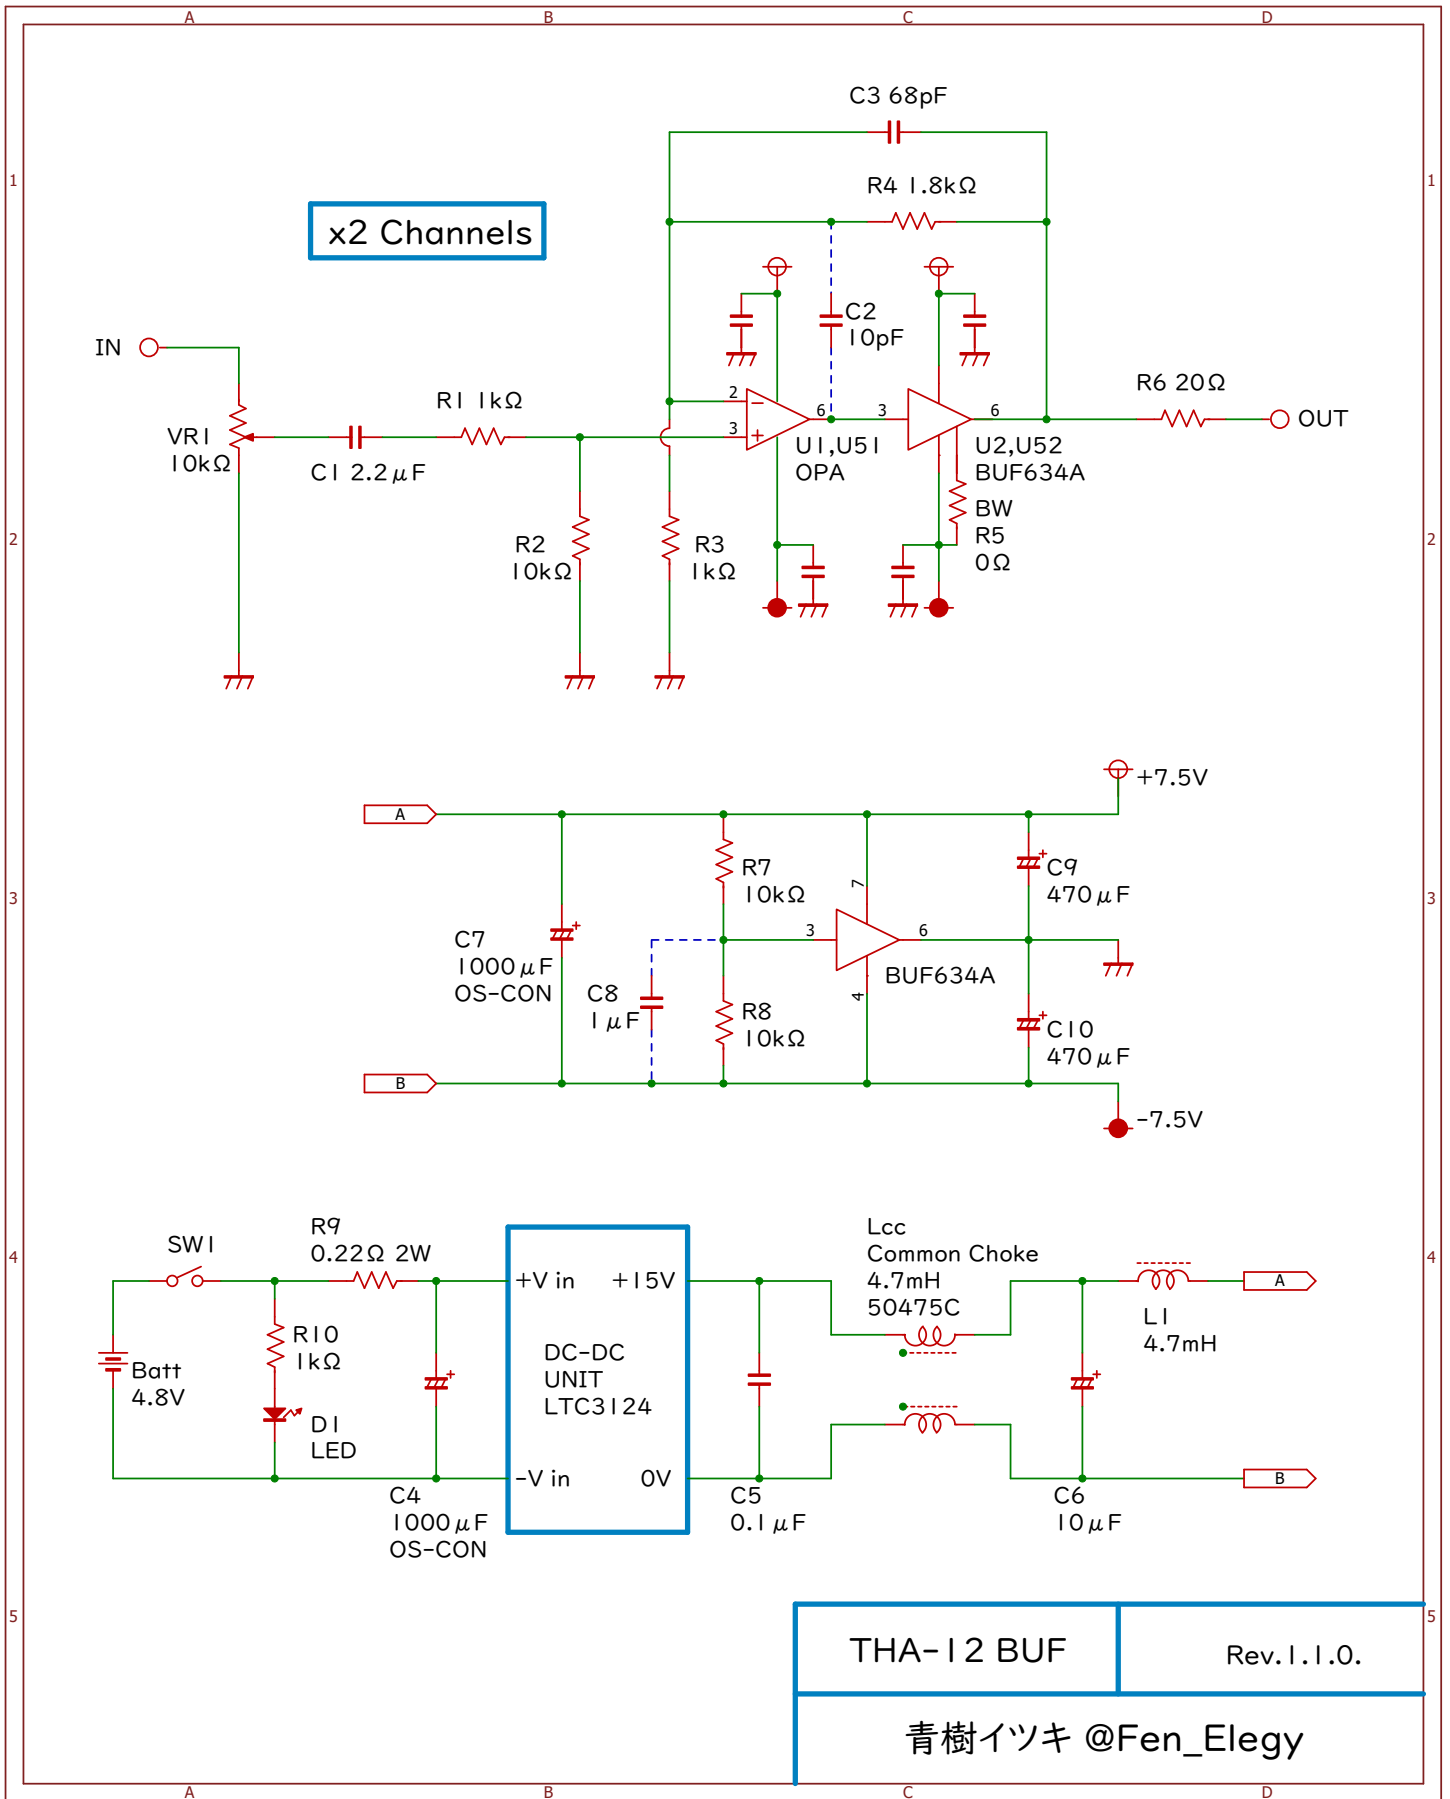 A B C D
1 1
C3 68pF
R4 1.8kΩ
x2 Channels
C2
10pF
IN
R1 1kΩ
VR1
10kΩ
C1 2.2μF
2
3
6
3
6
U1,U51
OPA
U2,U52
BUF634A
R6 20Ω
OUT
BW
R5
0Ω
2 2
R2
10kΩ
R3
1kΩ
+7.5V
A
R7
10kΩ
7
C9
470μF
3 3
C7
1000μF
OS-CON
3
6
BUF634A
4
C8
1μF
R8
10kΩ
C10
470μF
B
-7.5V
4 4
SW1
R9
0.22Ω 2W
+V in
+15V
Lcc
Common Choke
4.7mH
50475C
A
L1
4.7mH
R10
1kΩ
Batt
4.8V
DC-DC
UNIT
LTC3124
D1
LED
-V in
0V
B
C4
1000μF
OS-CON
C5
0.1μF
C6
10μF
5 5
THA-12 BUF
Rev.1.1.0.
青樹イツキ @Fen_Elegy
A B C D